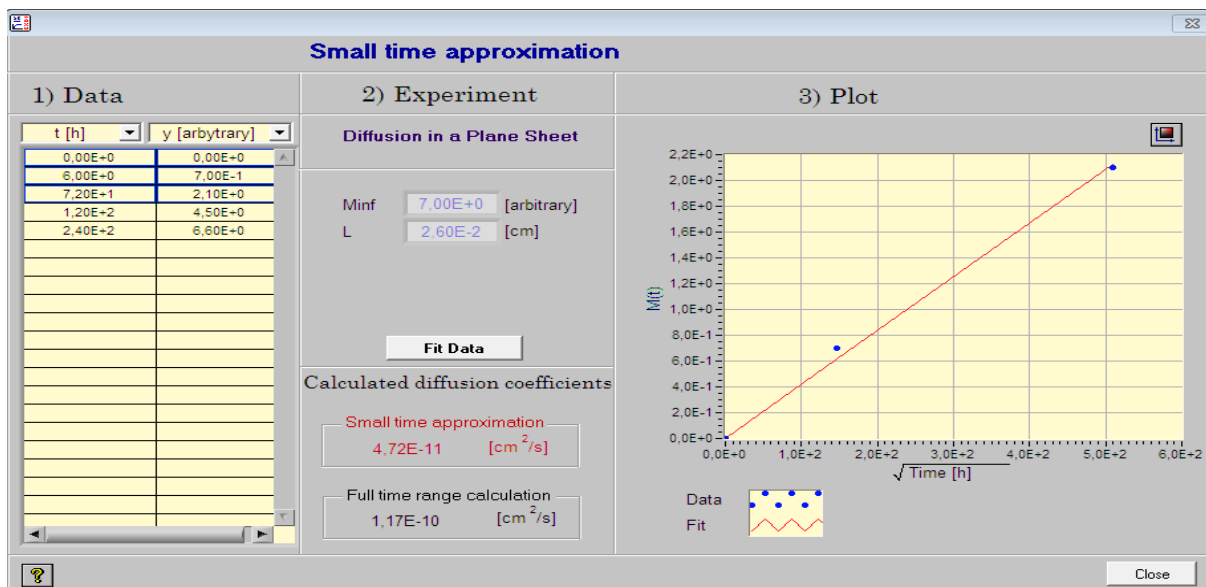 Small time approximation
1) Data
2) Experiment
3) Plot
t [h] y [arbytrary]
0,00E+0 0,00E+0
6,00E+0 7,00E-1
7,20E+1 2,10E+0
1,20E+2 4,50E+0
2,40E+2 6,60E+0
Diffusion in a Plane Sheet
Minf 7,00E+0 [arbitrary]
L 2,60E-2 [cm]
Fit Data
Calculated diffusion coefficients
Small time approximation
4,72E-11 [cm²/s]
Full time range calculation
1,17E-10 [cm²/s]
M(t)
2,2E+0
2,0E+0
1,8E+0
1,6E+0
1,4E+0
1,2E+0
1,0E+0
8,0E-1
6,0E-1
4,0E-1
2,0E-1
0,0E+0
0,0E+0 1,0E+2 2,0E+2 3,0E+2 4,0E+2 5,0E+2 6,0E+2
√Time [h]
Data
Fit
?
Close